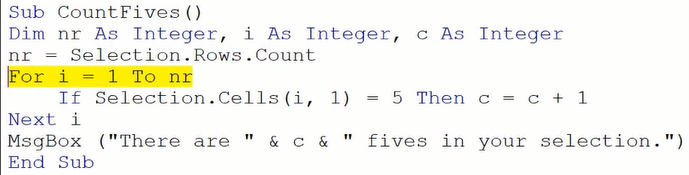 Sub CountFives()
Dim nr As Integer, i As Integer, c As Integer
nr = Selection.Rows.Count
For i = 1 To nr
    If Selection.Cells(i, 1) = 5 Then c = c + 1
Next i
MsgBox ("There are " & c & " fives in your selection.")
End Sub